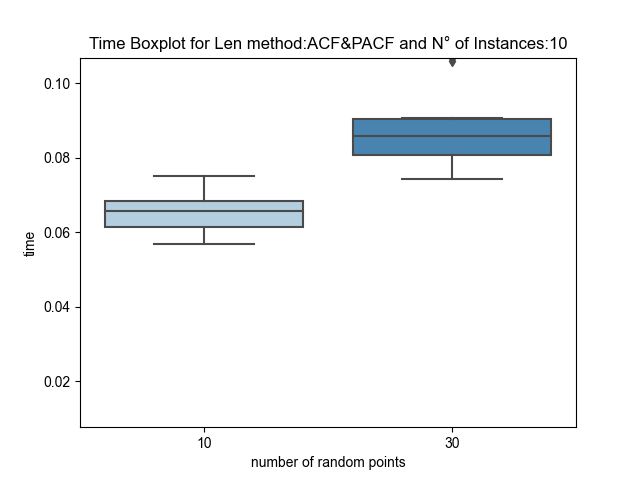 Time Boxplot for Len method:ACF&PACF and N° of Instances:10
0.10
0.08
0.06
0.04
0.02
time
10 30
number of random points